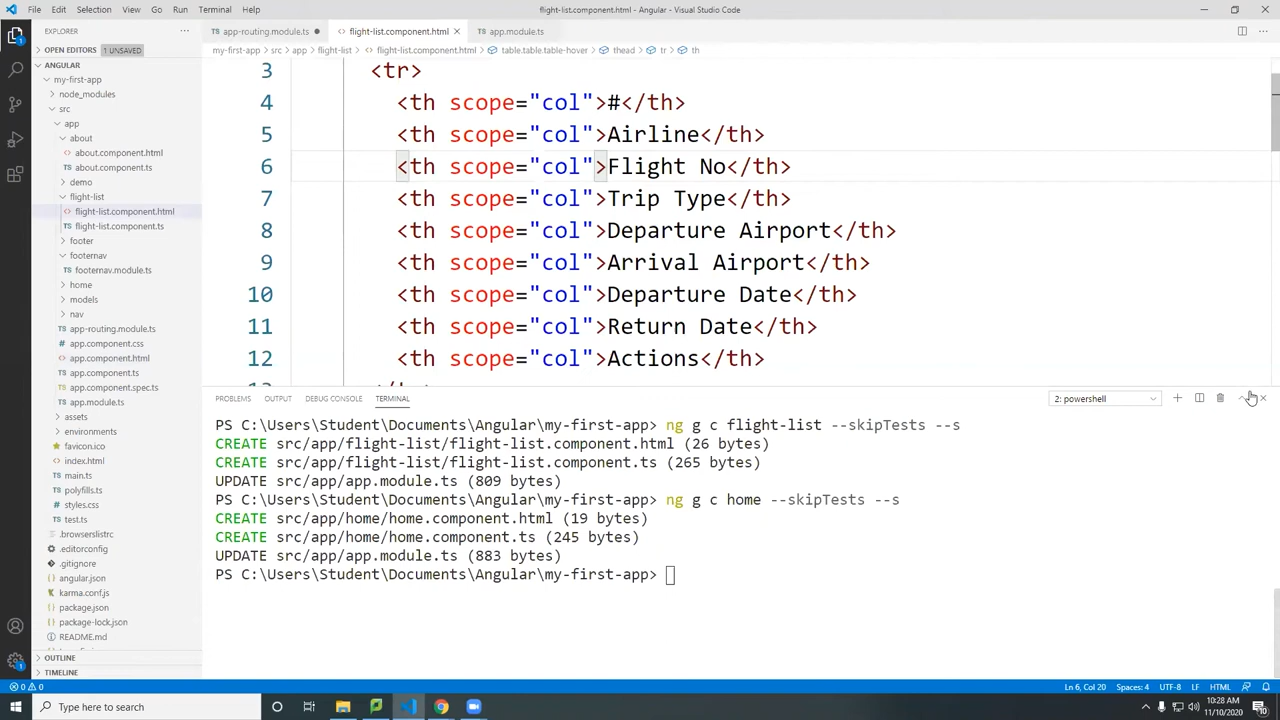 File Edit Selection View Go Run Terminal Help
flight-list.component.html - Angular - Visual Studio Code
EXPLORER
OPEN EDITORS 1 UNSAVED
ANGULAR
my-first-app
node_modules
src
app
about
about.component.html
about.component.ts
demo
flight-list
flight-list.component.html
flight-list.component.ts
footer
footernav
footernav.module.ts
home
models
nav
app-routing.module.ts
app.component.css
app.component.html
app.component.ts
app.component.spec.ts
app.module.ts
assets
environments
favicon.ico
index.html
main.ts
polyfills.ts
styles.css
test.ts
.browserslistrc
.editorconfig
.gitignore
angular.json
karma.conf.js
package.json
package-lock.json
README.md
OUTLINE
TIMELINE
app-routing.module.ts flight-list.component.html app.module.ts
my-first-app > src > app > flight-list > flight-list.component.html > table.table.table-hover > thead > tr > th
3 <tr>
4 <th scope="col">#</th>
5 <th scope="col">Airline</th>
6 <th scope="col">Flight No</th>
7 <th scope="col">Trip Type</th>
8 <th scope="col">Departure Airport</th>
9 <th scope="col">Arrival Airport</th>
10 <th scope="col">Departure Date</th>
11 <th scope="col">Return Date</th>
12 <th scope="col">Actions</th>
PROBLEMS OUTPUT DEBUG CONSOLE TERMINAL 2: powershell
PS C:\Users\Student\Documents\Angular\my-first-app> ng g c flight-list --skipTests --s
CREATE src/app/flight-list/flight-list.component.html (26 bytes)
CREATE src/app/flight-list/flight-list.component.ts (265 bytes)
UPDATE src/app/app.module.ts (809 bytes)
PS C:\Users\Student\Documents\Angular\my-first-app> ng g c home --skipTests --s
CREATE src/app/home/home.component.html (19 bytes)
CREATE src/app/home/home.component.ts (245 bytes)
UPDATE src/app/app.module.ts (883 bytes)
PS C:\Users\Student\Documents\Angular\my-first-app>
0 0 Ln 6, Col 20 Spaces: 4 UTF-8 LF HTML
Type here to search
10:28 AM
11/10/2020